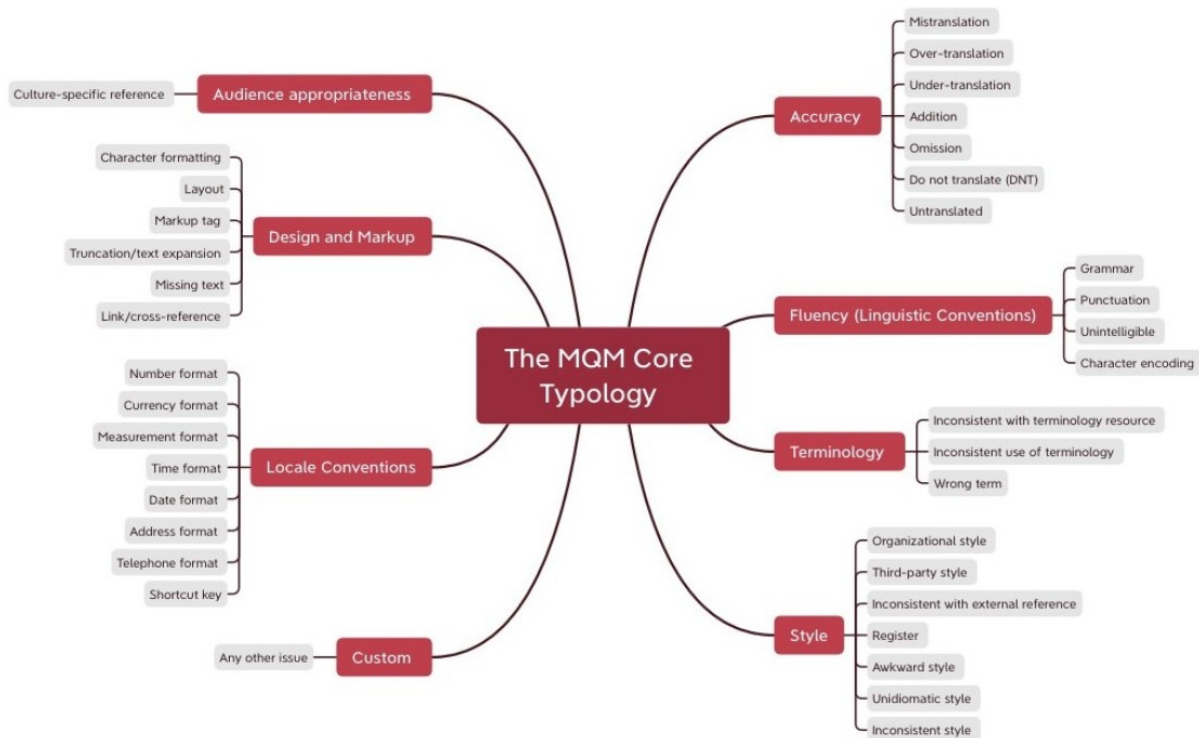 The MQM Core
Typology
Audience appropriateness
Culture-specific reference
Design and Markup
Character formatting
Layout
Markup tag
Truncation/text expansion
Missing text
Link/cross-reference
Locale Conventions
Number format
Currency format
Measurement format
Time format
Date format
Address format
Telephone format
Shortcut key
Custom
Any other issue
Accuracy
Mistranslation
Over-translation
Under-translation
Addition
Omission
Do not translate (DNT)
Untranslated
Fluency (Linguistic Conventions)
Grammar
Punctuation
Unintelligible
Character encoding
Terminology
Inconsistent with terminology resource
Inconsistent use of terminology
Wrong term
Style
Organizational style
Third-party style
Inconsistent with external reference
Register
Awkward style
Unidiomatic style
Inconsistent style